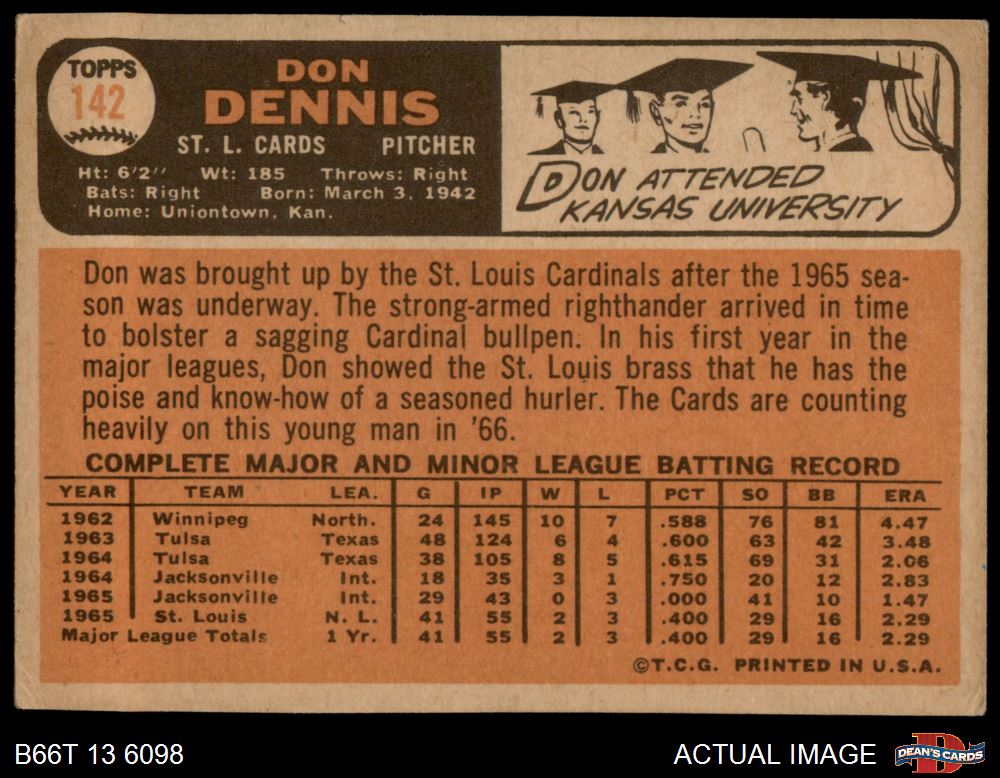 TOPPS
142
DON
DENNIS
ST. L. CARDS PITCHER
Ht: 6'2'' Wt: 185 Throws: Right
Bats: Right Born: March 3, 1942
Home: Uniontown, Kan.
DON ATTENDED
KANSAS UNIVERSITY
Don was brought up by the St. Louis Cardinals after the 1965 sea-
son was underway. The strong-armed righthander arrived in time
to bolster a sagging Cardinal bullpen. In his first year in the
major leagues, Don showed the St. Louis brass that he has the
poise and know-how of a seasoned hurler. The Cards are counting
heavily on this young man in '66.
COMPLETE MAJOR AND MINOR LEAGUE BATTING RECORD
YEAR TEAM LEA. G IP W L PCT SO BB ERA
1962 Winnipeg North. 24 145 10 7 .588 76 81 4.47
1963 Tulsa Texas 48 124 6 4 .600 63 42 3.48
1964 Tulsa Texas 38 105 8 5 .615 69 31 2.06
1964 Jacksonville Int. 18 35 3 1 .750 20 12 2.83
1965 Jacksonville Int. 29 43 0 3 .000 41 10 1.47
1965 St. Louis N. L. 41 55 2 3 .400 29 16 2.29
Major League Totals 1 Yr. 41 55 2 3 .400 29 16 2.29
©T.C.G. PRINTED IN U.S.A.
B66T 13 6098 ACTUAL IMAGE
DEAN'S CARDS